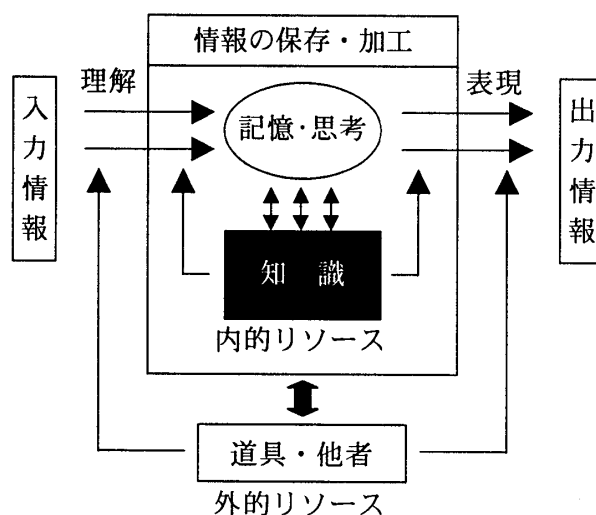 情報の保存・加工
理解
表現
入力情報
記憶・思考
出力情報
知 識
内的リソース
道具・他者
外的リソース